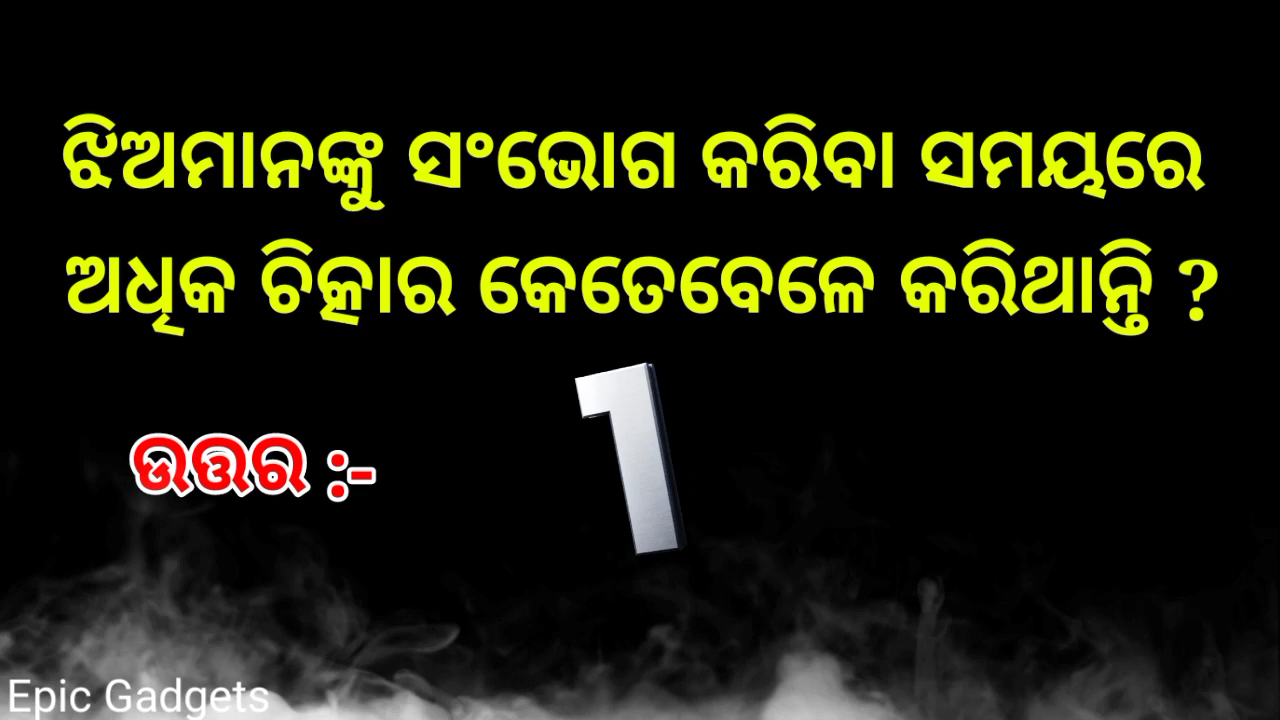 ଝିଅମାନଙ୍କୁ ସଂଭୋଗ କରିବା ସମୟରେ
ଅଧିକ ଚିତ୍କାର କେତେବେଳେ କରିଥାନ୍ତି ?
1
ଉତ୍ତର :-
Epic Gadgets